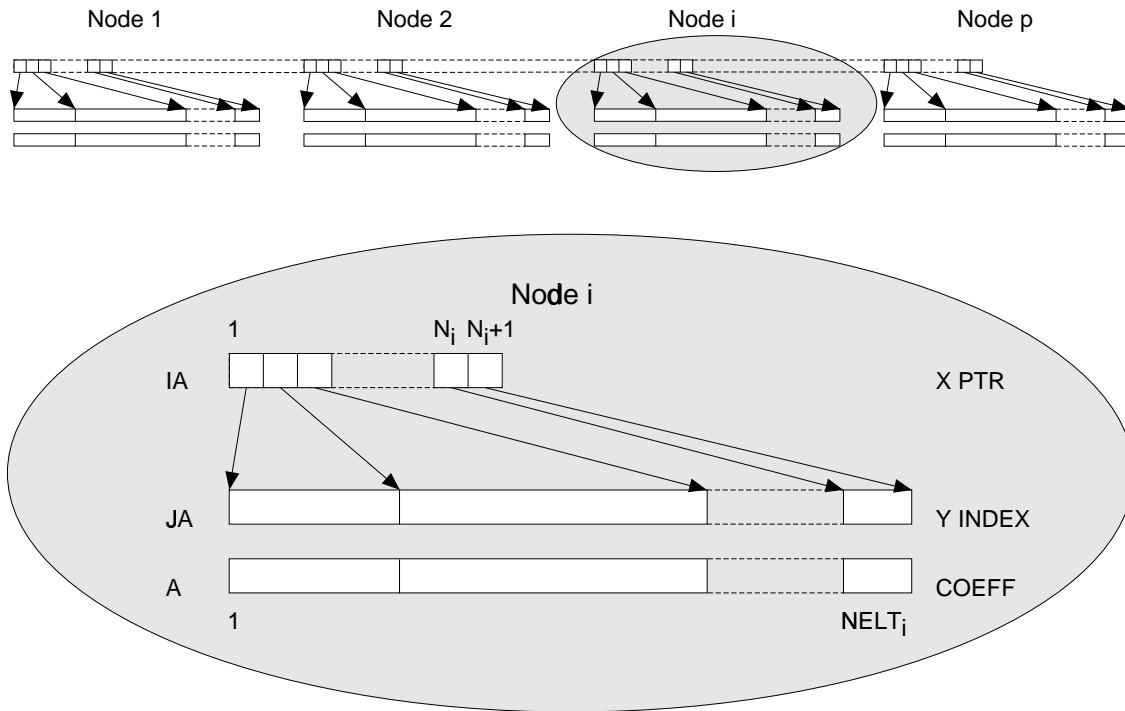 Node 1 Node 2 Node i Node p
Node i
1 Ni Ni+1
IA X PTR
JA Y INDEX
A COEFF
1 NELTi